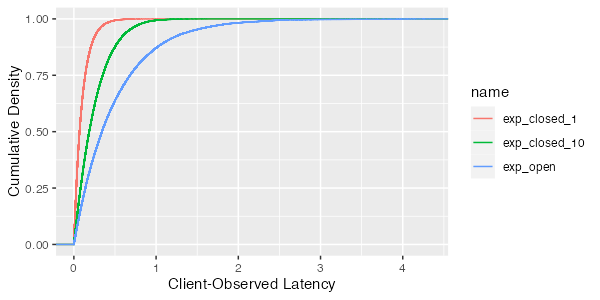 1.00
0.75
0.50
0.25
0.00
Cumulative Density
0 1 2 3 4
Client-Observed Latency
name
exp_closed_1
exp_closed_10
exp_open